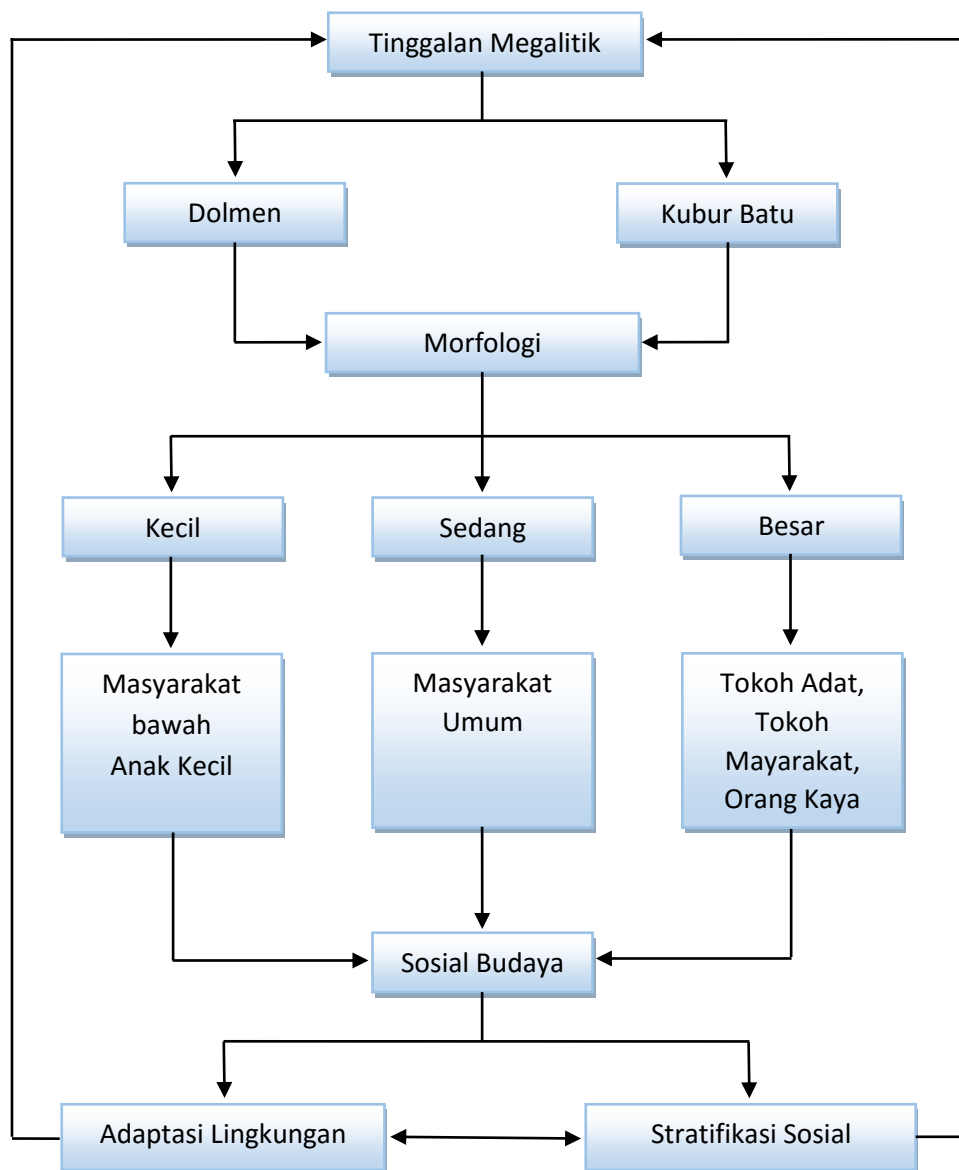 Tinggalan Megalitik
Dolmen
Kubur Batu
Morfologi
Kecil
Sedang
Besar
Masyarakat
bawah
Anak Kecil
Masyarakat
Umum
Tokoh Adat,
Tokoh
Mayarakat,
Orang Kaya
Sosial Budaya
Adaptasi Lingkungan
Stratifikasi Sosial